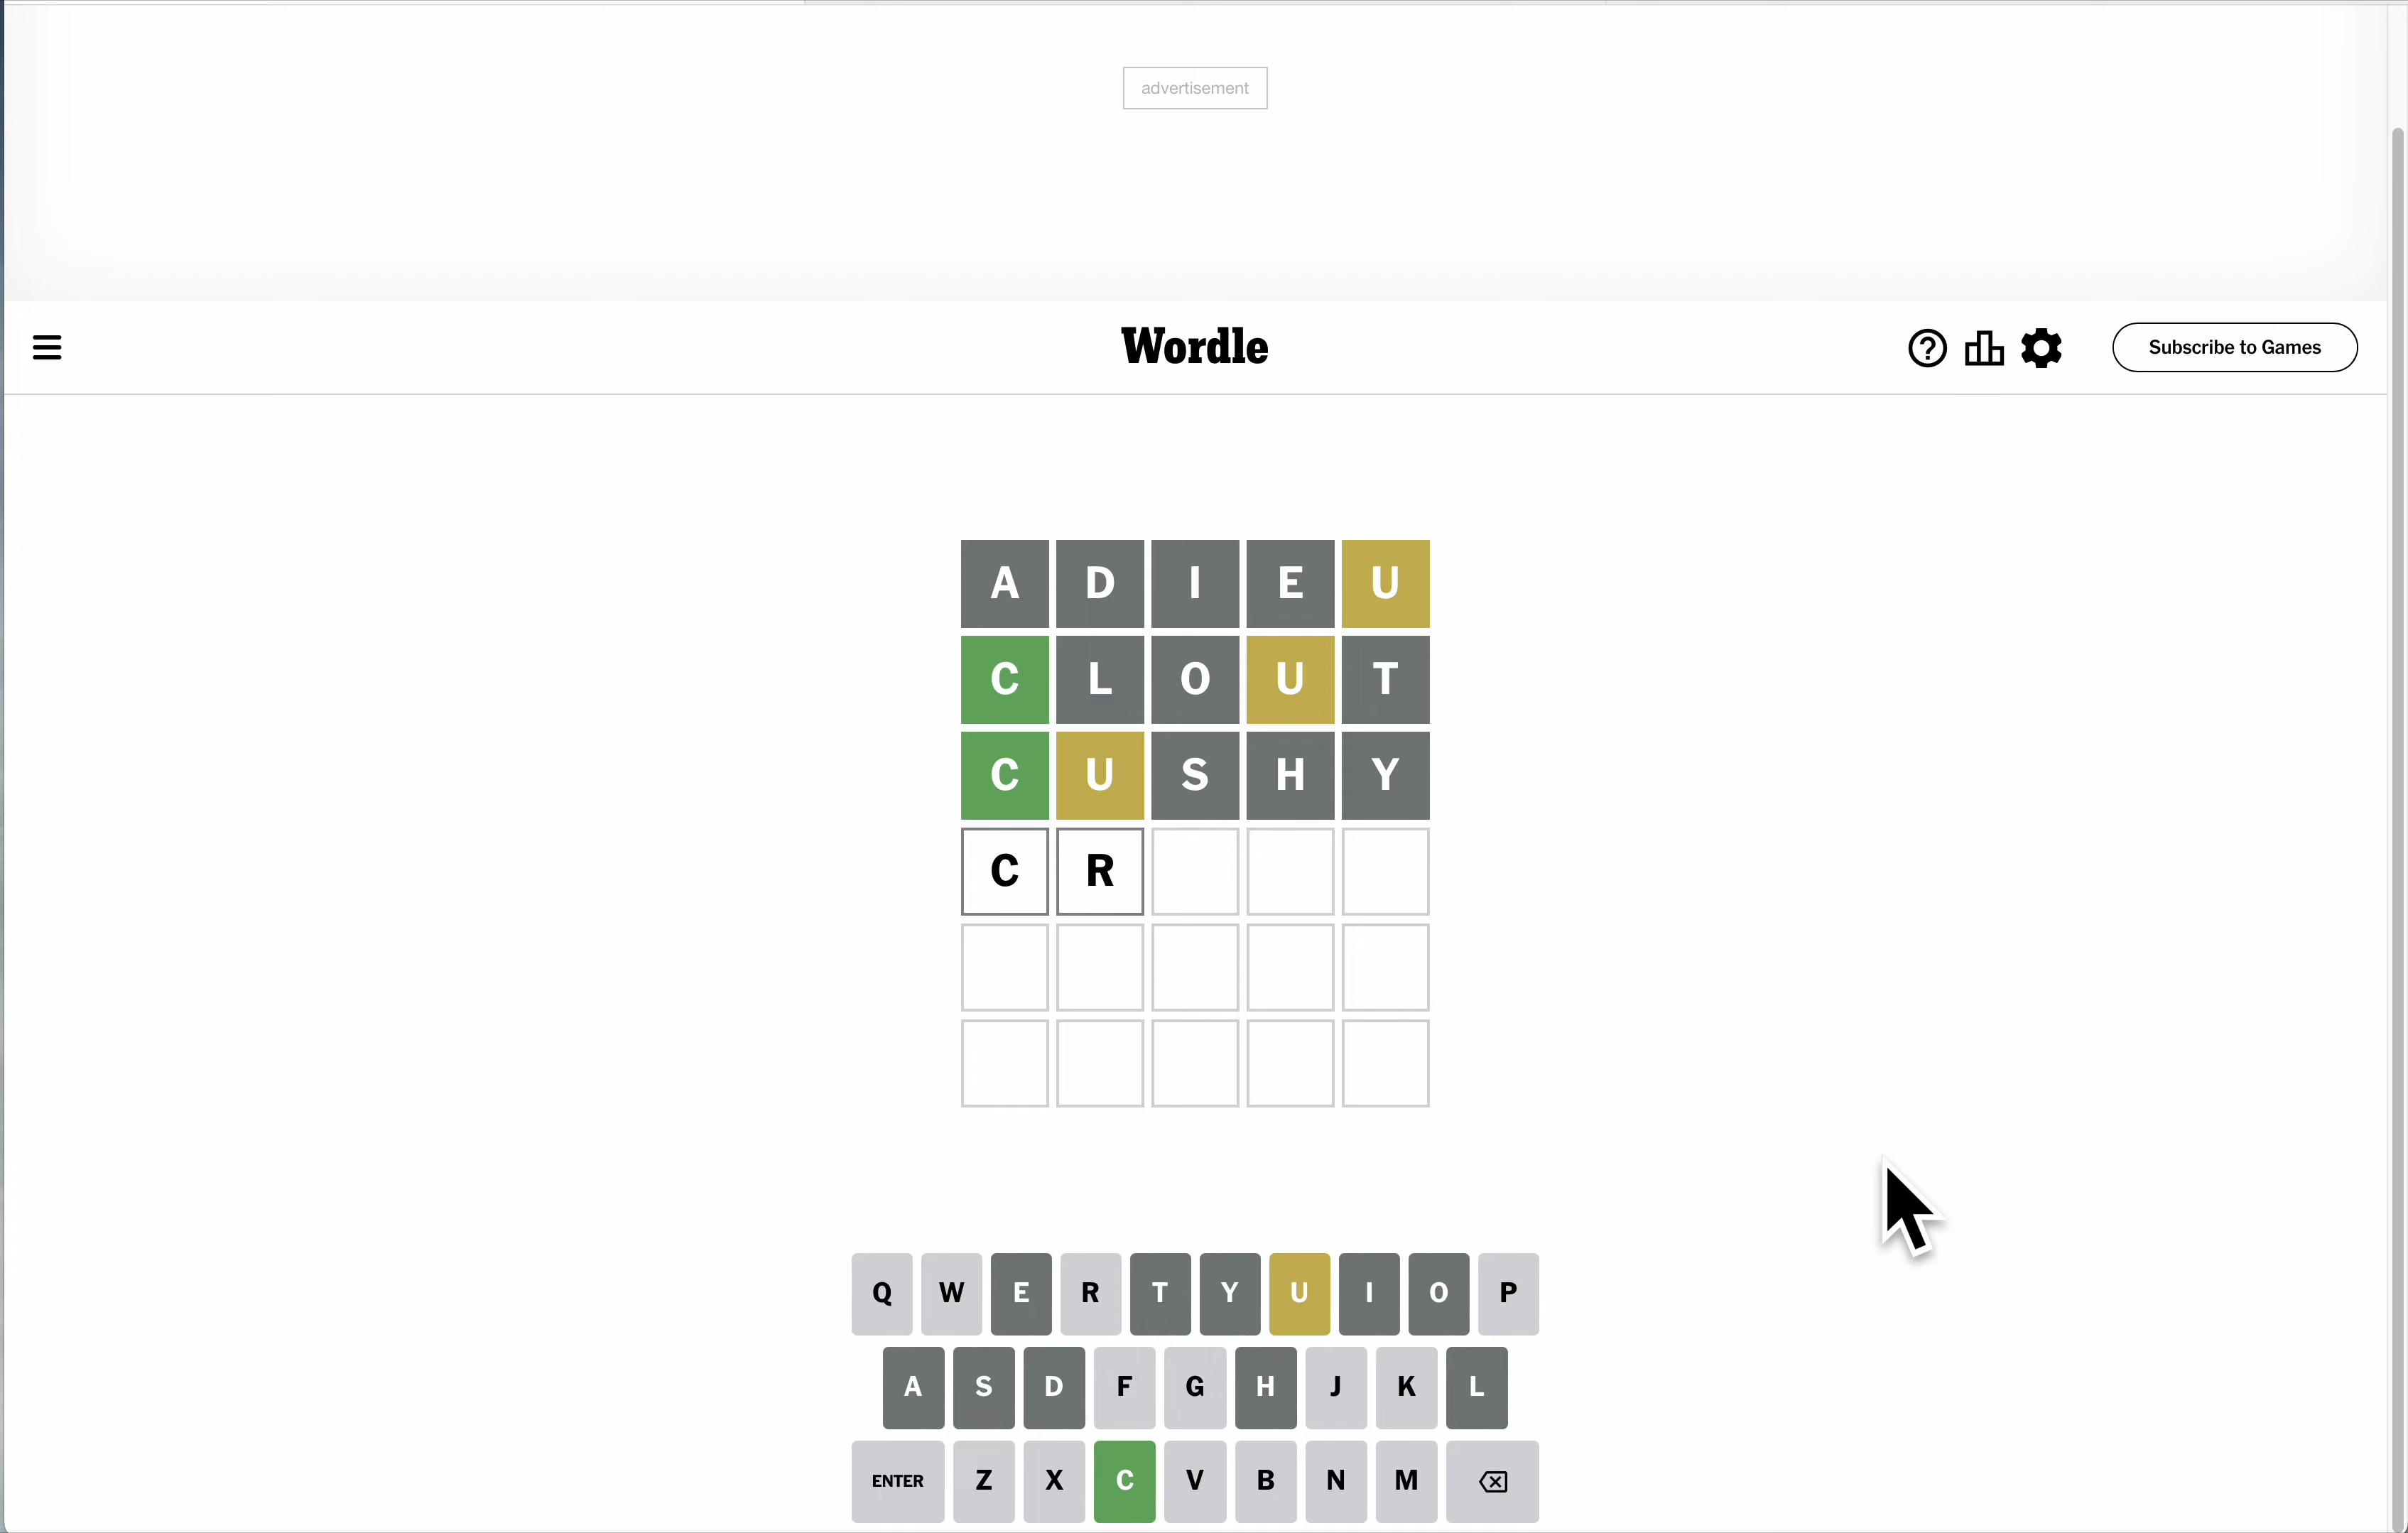 advertisement
Wordle
Subscribe to Games
A D I E U
C L O U T
C U S H Y
C R
Q W E R T Y U I O P
A S D F G H J K L
ENTER Z X C V B N M